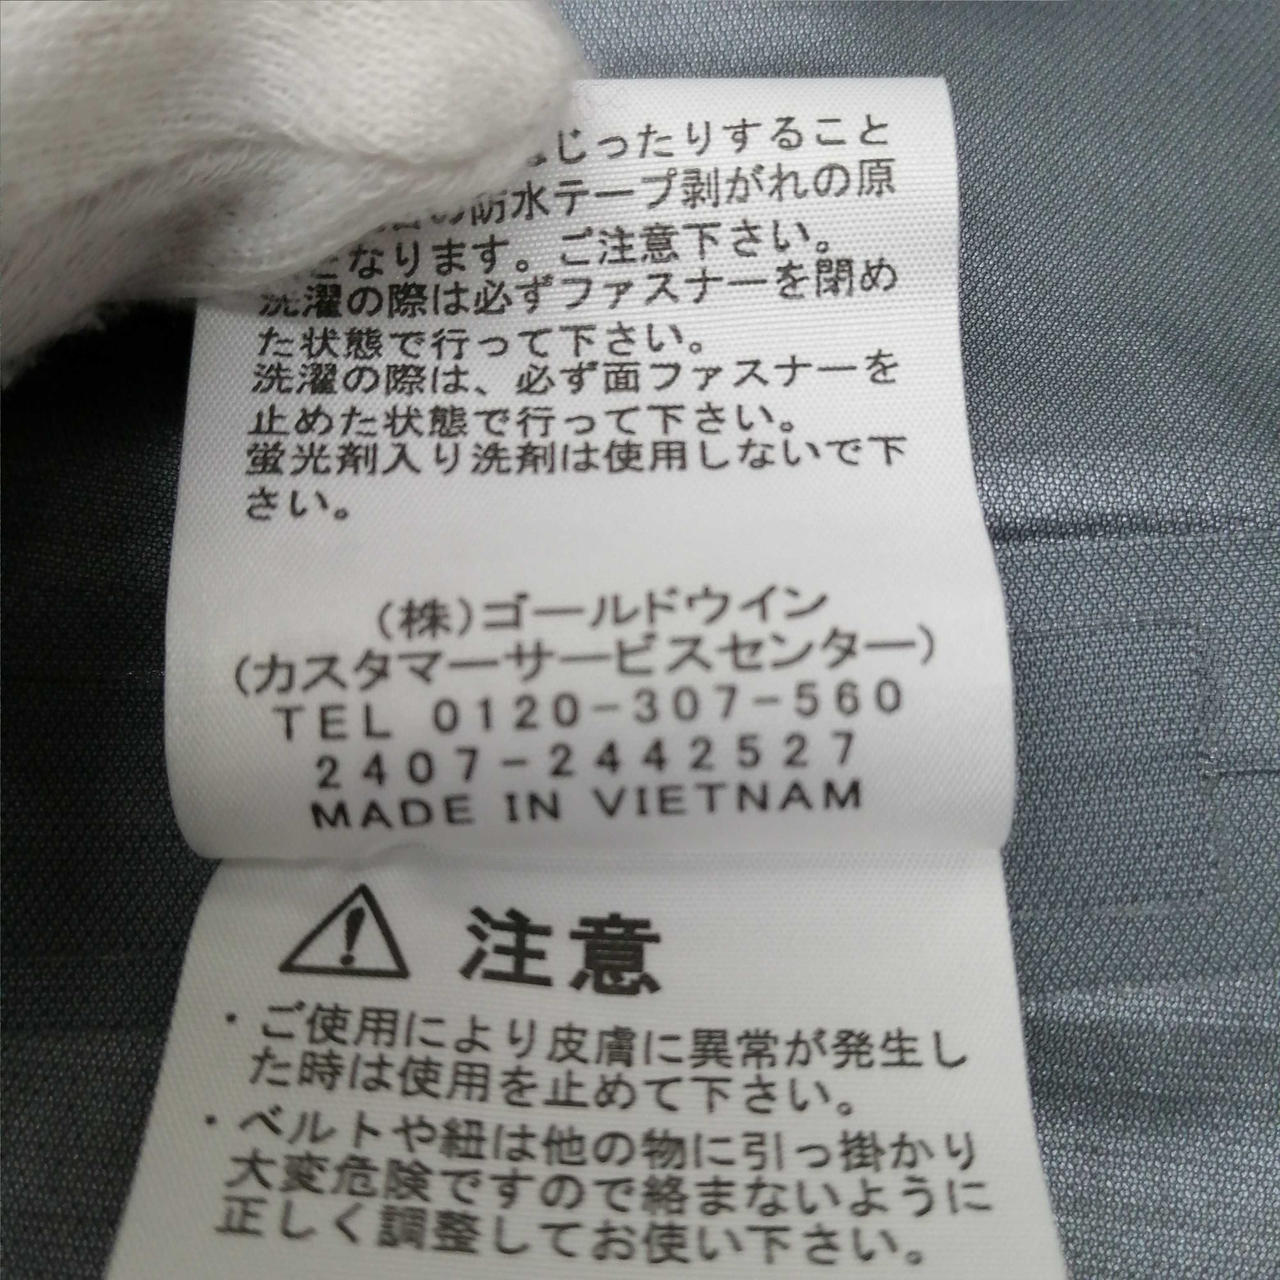 じったりすること
の防水テープ剥がれの原
となります。ご注意下さい。
洗濯の際は必ずファスナーを閉め
た状態で行って下さい。
洗濯の際は、必ず面ファスナーを
止めた状態で行って下さい。
蛍光剤入り洗剤は使用しないで下
さい。
(株)ゴールドウイン
(カスタマーサービスセンター)
TEL 0120-307-560
2407-2442527
MADE IN VIETNAM
注意
・ご使用により皮膚に異常が発生し
た時は使用を止めて下さい。
・ベルトや紐は他の物に引っ掛かり
大変危険ですので絡まないように
正しく調整してお使い下さい。